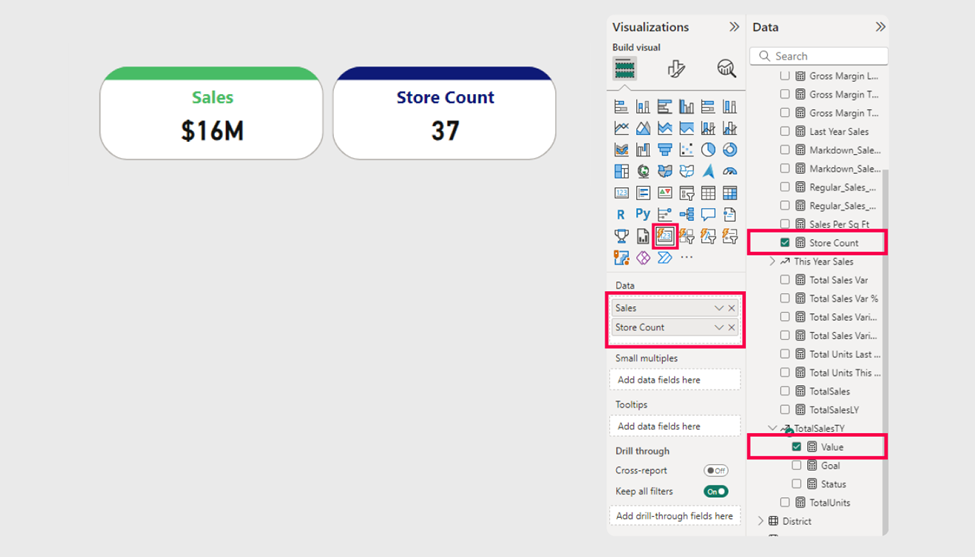 Sales
$16M
Store Count
37
Visualizations
Build visual
R
Py
Data
Sales
Store Count
Small multiples
Add data fields here
Tooltips
Add data fields here
Drill through
Cross-report
Off
Keep all filters
On
Add drill-through fields here
Data
Search
Gross Margin L...
Gross Margin T...
Gross Margin T...
Last Year Sales
Markdown_Sale...
Markdown_Sale...
Regular_Sales_...
Regular_Sales_...
Sales Per Sq Ft
Store Count
This Year Sales
Total Sales Var
Total Sales Var %
Total Sales Vari...
Total Sales Vari...
Total Units Last ...
Total Units This ...
TotalSales
TotalSalesLY
TotalSalesTY
Value
Goal
Status
TotalUnits
District